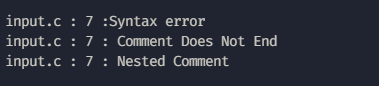 input.c : 7 :Syntax error
input.c : 7 : Comment Does Not End
input.c : 7 : Nested Comment